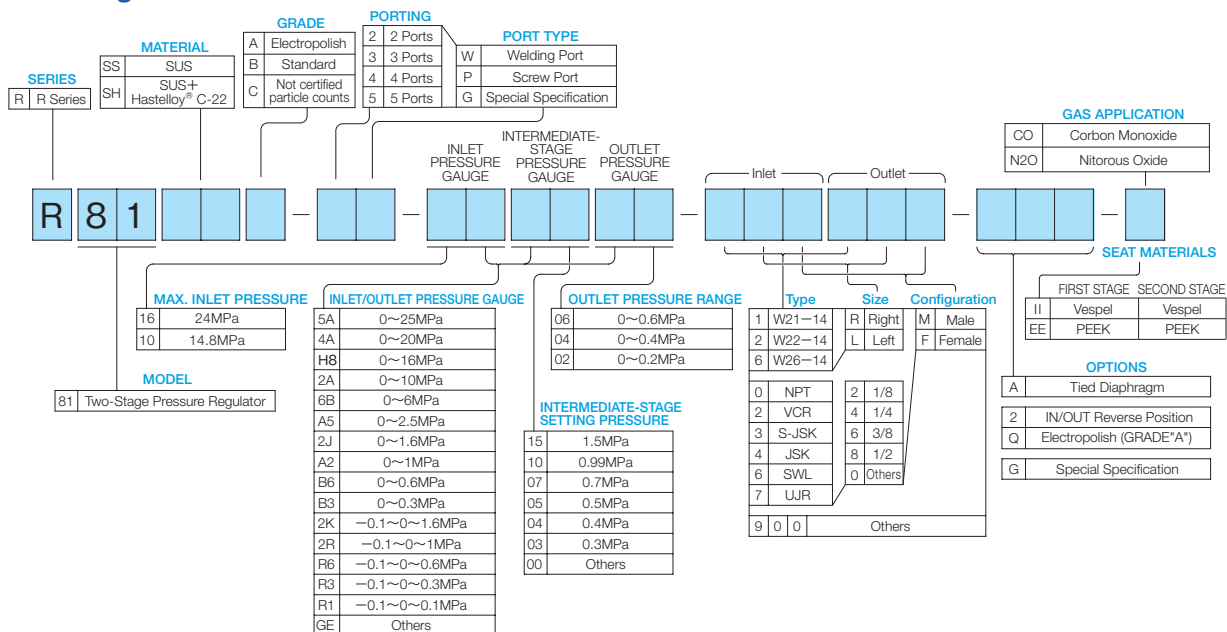 SERIES
R R Series
MATERIAL
SS SUS
SH SUS+
Hastelloy® C-22
GRADE
A Electropolish
B Standard
C Not certified
particle counts
PORTING
2 2 Ports
3 3 Ports
4 4 Ports
5 5 Ports
PORT TYPE
W Welding Port
P Screw Port
G Special Specification
INLET
PRESSURE
GAUGE
INTERMEDIATE-
STAGE
PRESSURE
GAUGE
OUTLET
PRESSURE
GAUGE
Inlet
Outlet
GAS APPLICATION
CO Corbon Monoxide
N2O Nitorous Oxide
R 8 1 — — — — —
MAX. INLET PRESSURE
16 24MPa
10 14.8MPa
MODEL
81 Two-Stage Pressure Regulator
INLET/OUTLET PRESSURE GAUGE
5A 0〜25MPa
4A 0〜20MPa
H8 0〜16MPa
2A 0〜10MPa
6B 0〜6MPa
A5 0〜2.5MPa
2J 0〜1.6MPa
A2 0〜1MPa
B6 0〜0.6MPa
B3 0〜0.3MPa
2K −0.1〜0〜1.6MPa
2R −0.1〜0〜1MPa
R6 −0.1〜0〜0.6MPa
R3 −0.1〜0〜0.3MPa
R1 −0.1〜0〜0.1MPa
GE Others
OUTLET PRESSURE RANGE
06 0〜0.6MPa
04 0〜0.4MPa
02 0〜0.2MPa
INTERMEDIATE-STAGE
SETTING PRESSURE
15 1.5MPa
10 0.99MPa
07 0.7MPa
05 0.5MPa
04 0.4MPa
03 0.3MPa
00 Others
Type Size Configuration
1 W21−14 R Right M Male
2 W22−14 L Left F Female
6 W26−14
0 NPT 2 1/8
2 VCR 4 1/4
3 S-JSK 6 3/8
4 JSK 8 1/2
6 SWL 0 Others
7 UJR
9 0 0 Others
SEAT MATERIALS
FIRST STAGE SECOND STAGE
II Vespel Vespel
EE PEEK PEEK
OPTIONS
A Tied Diaphragm
2 IN/OUT Reverse Position
Q Electropolish (GRADE"A")
G Special Specification